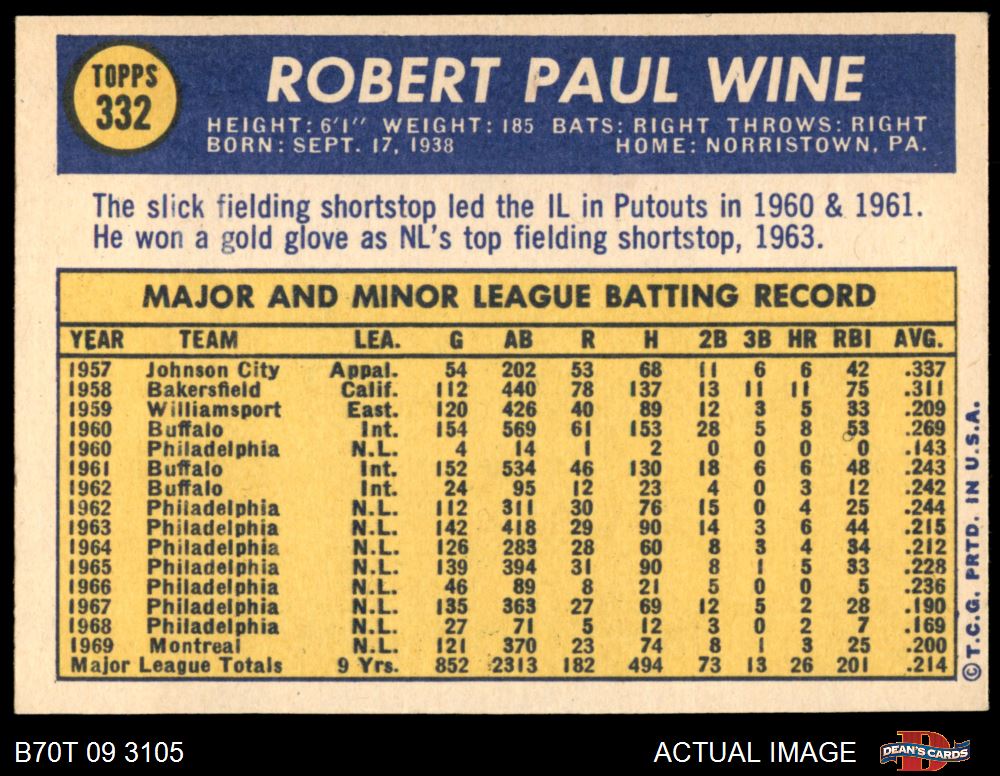 TOPPS
332
ROBERT PAUL WINE
HEIGHT: 6'1" WEIGHT: 185 BATS: RIGHT THROWS: RIGHT
BORN: SEPT. 17, 1938 HOME: NORRISTOWN, PA.
The slick fielding shortstop led the IL in Putouts in 1960 & 1961.
He won a gold glove as NL's top fielding shortstop, 1963.
MAJOR AND MINOR LEAGUE BATTING RECORD
YEAR TEAM LEA. G AB R H 2B 3B HR RBI AVG.
1957 Johnson City Appal. 54 202 53 68 11 6 6 42 .337
1958 Bakersfield Calif. 112 440 78 137 13 11 11 75 .311
1959 Williamsport East. 120 426 40 89 12 3 5 33 .209
1960 Buffalo Int. 154 569 61 153 28 5 8 53 .269
1960 Philadelphia N.L. 4 14 1 2 0 0 0 0 .143
1961 Buffalo Int. 152 534 46 130 18 6 6 48 .243
1962 Buffalo Int. 24 95 12 23 4 0 3 12 .242
1962 Philadelphia N.L. 112 311 30 76 15 0 4 25 .244
1963 Philadelphia N.L. 142 418 29 90 14 3 6 44 .215
1964 Philadelphia N.L. 126 283 28 60 8 3 4 34 .212
1965 Philadelphia N.L. 139 394 31 90 8 1 5 33 .228
1966 Philadelphia N.L. 46 89 8 21 5 0 0 5 .236
1967 Philadelphia N.L. 135 363 27 69 12 5 2 28 .190
1968 Philadelphia N.L. 27 71 5 12 3 0 2 7 .169
1969 Montreal N.L. 121 370 23 74 8 1 3 25 .200
Major League Totals 9 Yrs. 852 2313 182 494 73 13 26 201 .214
© T.C.G. PRTD. IN U.S.A.
B70T 09 3105 ACTUAL IMAGE
DEAN'S CARDS